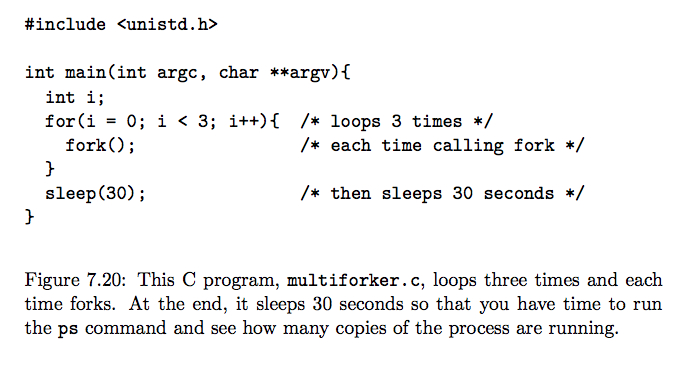 #include <unistd.h>
int main(int argc, char **argv){
  int i;
  for(i = 0; i < 3; i++){  /* loops 3 times */
    fork();                /* each time calling fork */
  }
  sleep(30);               /* then sleeps 30 seconds */
}
Figure 7.20: This C program, multiforker.c, loops three times and each
time forks. At the end, it sleeps 30 seconds so that you have time to run
the ps command and see how many copies of the process are running.